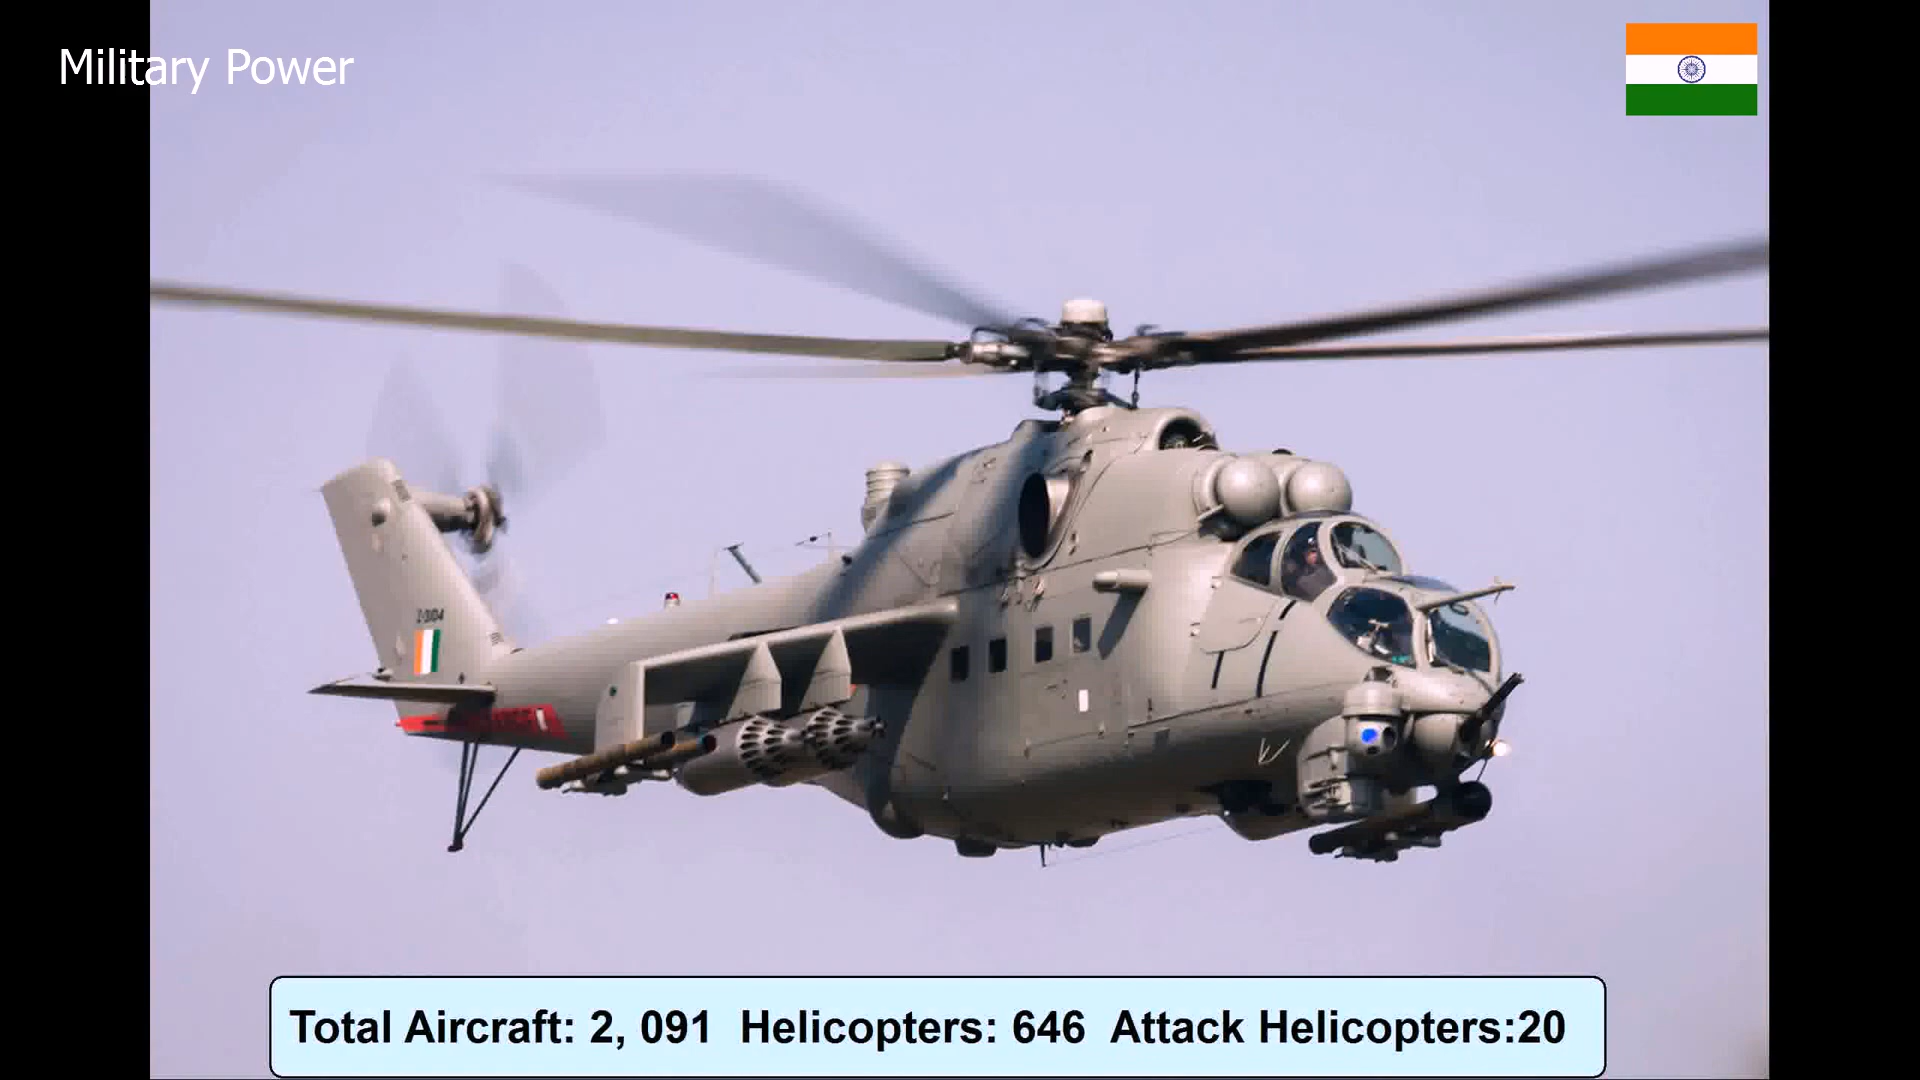 Military Power
Total Aircraft: 2, 091 Helicopters: 646 Attack Helicopters:20